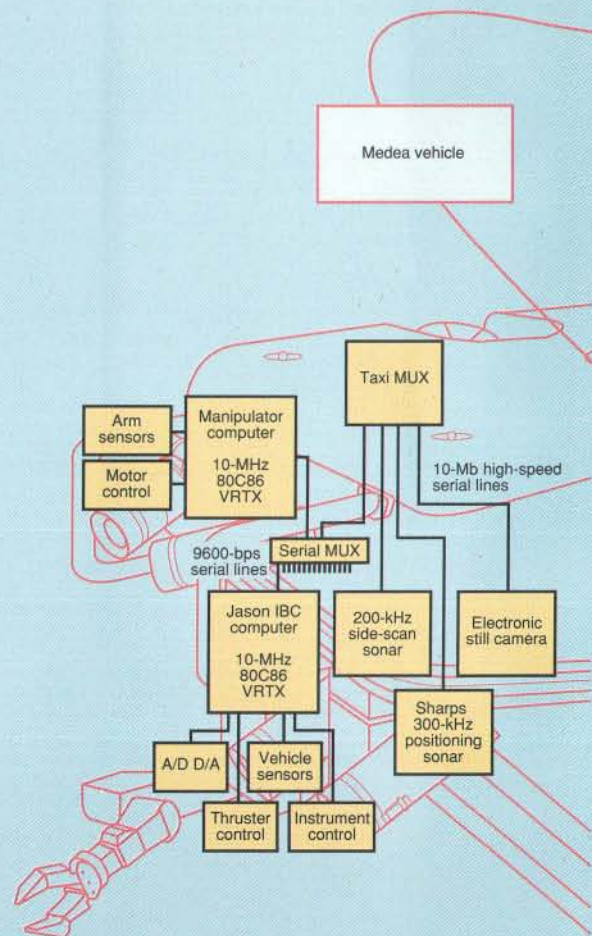 Medea vehicle
Taxi MUX
Arm
sensors
Manipulator
computer
10-MHz
80C86
VRTX
Motor
control
10-Mb high-speed
serial lines
9600-bps
serial lines
Serial MUX
Jason IBC
computer
10-MHz
80C86
VRTX
200-kHz
side-scan
sonar
Electronic
still camera
Sharps
300-kHz
positioning
sonar
A/D D/A
Vehicle
sensors
Thruster
control
Instrument
control